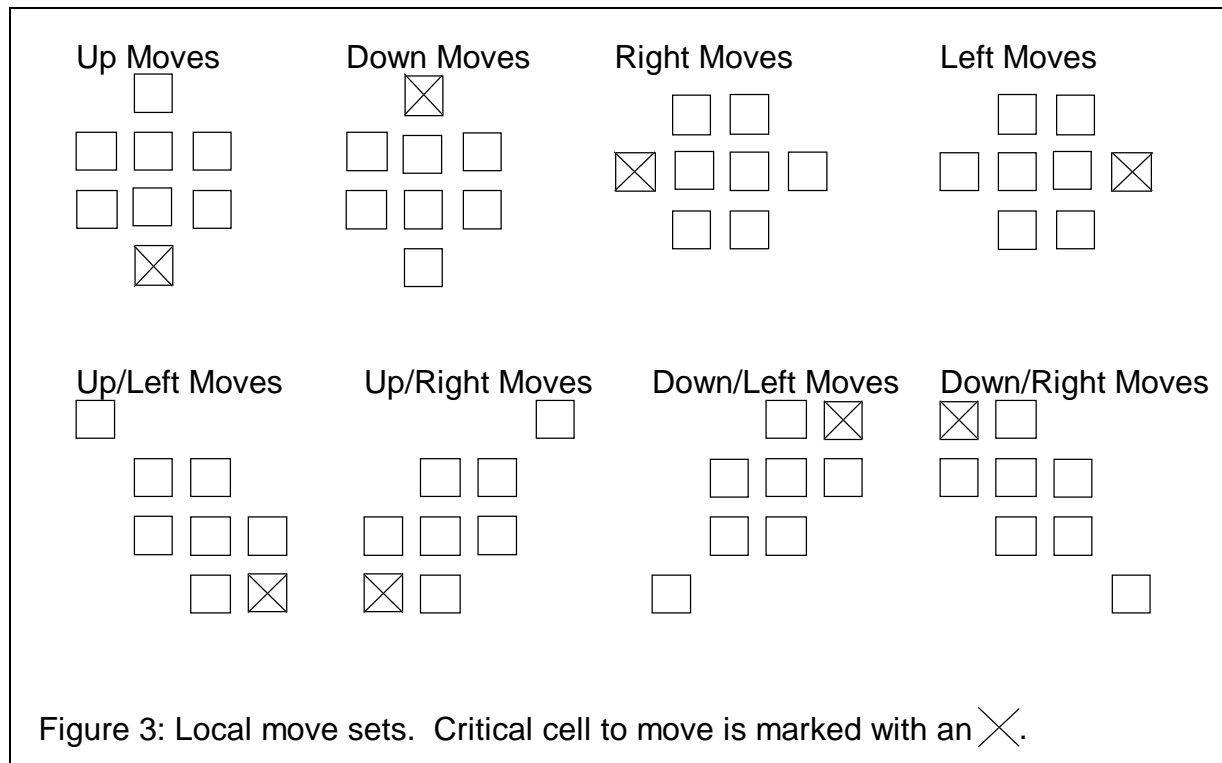 Up Moves Down Moves Right Moves Left Moves
Up/Left Moves Up/Right Moves Down/Left Moves Down/Right Moves
Figure 3: Local move sets.  Critical cell to move is marked with an ╳.